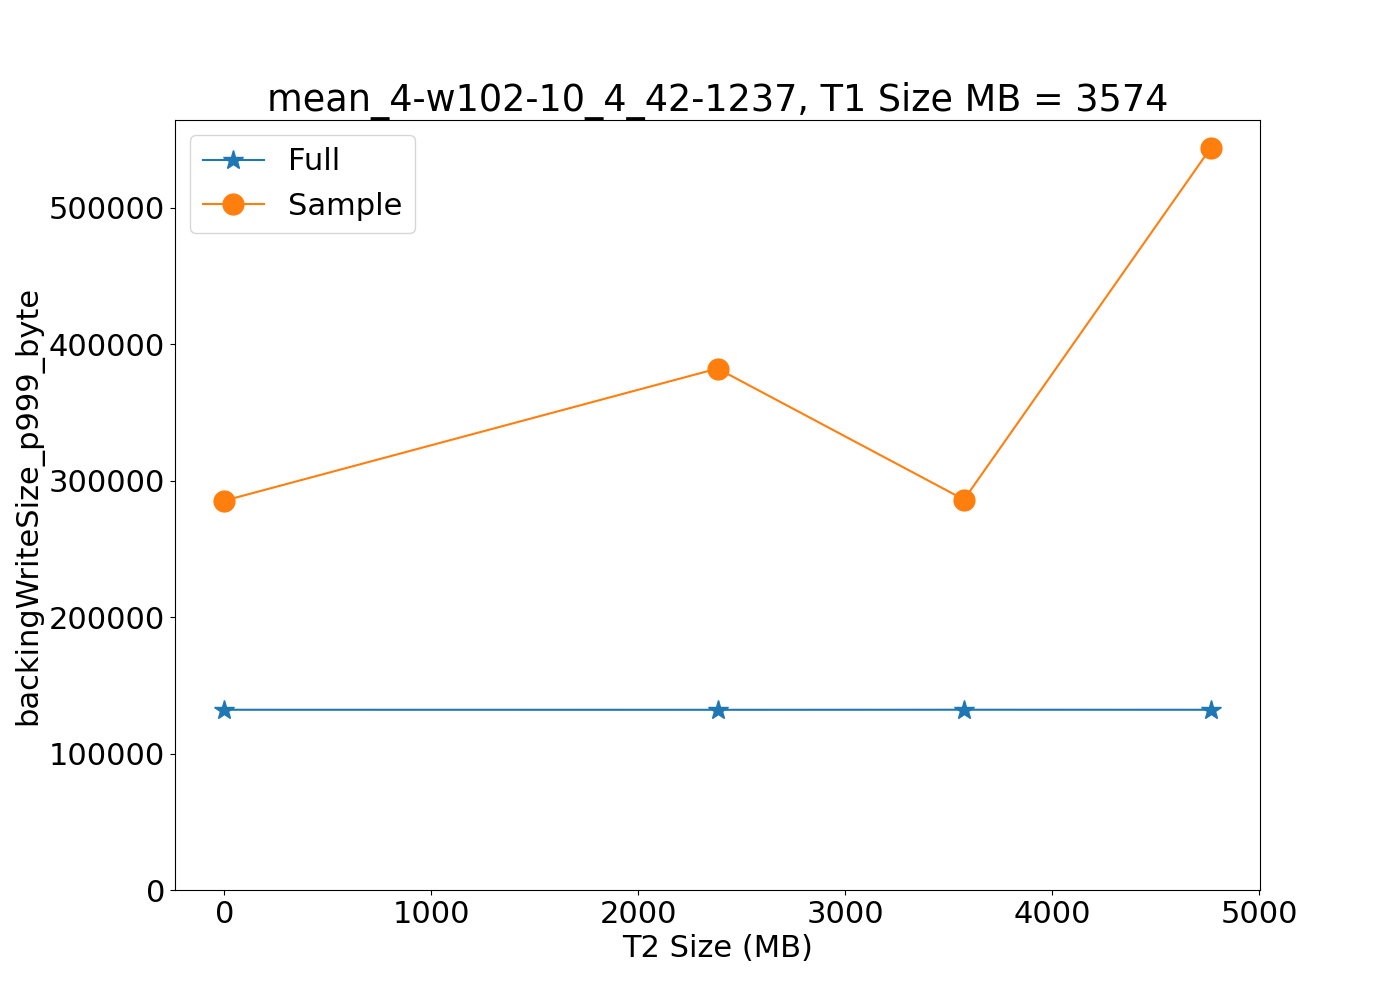 mean_4-w102-10_4_42-1237, T1 Size MB = 3574
Full
Sample
backingWriteSize_p999_byte
500000
400000
300000
200000
100000
0
0 1000 2000 3000 4000 5000
T2 Size (MB)